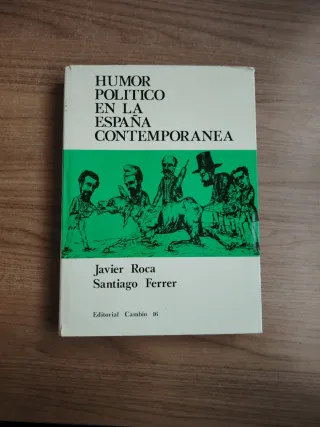 HUMOR
POLITICO
EN LA
ESPAÑA
CONTEMPORANEA
Javier Roca
Santiago Ferrer
Editorial Cambio 16